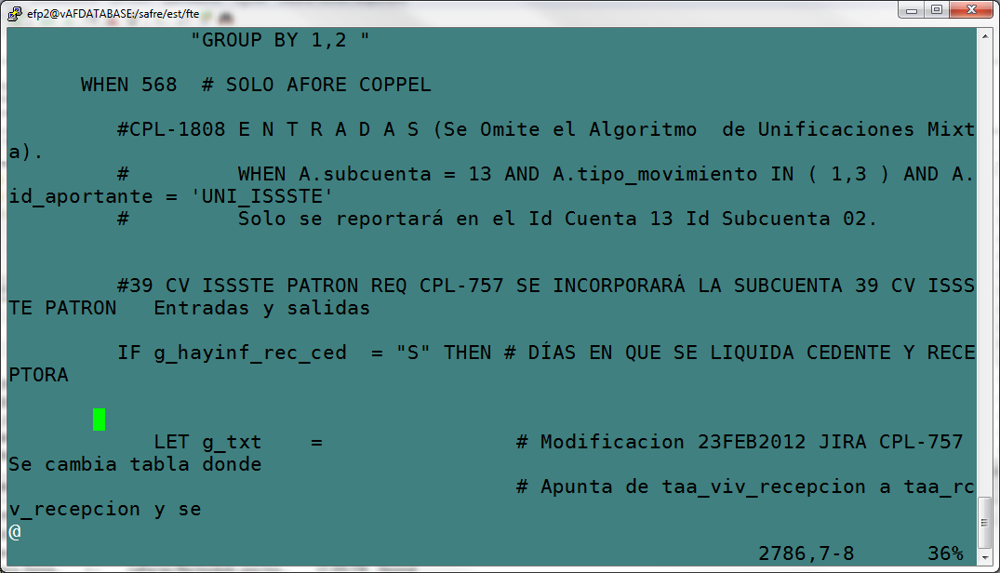 efp2@vAFDATABASE:/safre/est/fte
"GROUP BY 1,2 "
WHEN 568  # SOLO AFORE COPPEL
#CPL-1808 E N T R A D A S (Se Omite el Algoritmo  de Unificaciones Mixt
a).
#         WHEN A.subcuenta = 13 AND A.tipo_movimiento IN ( 1,3 ) AND A.
id_aportante = 'UNI_ISSSTE'
#         Solo se reportará en el Id Cuenta 13 Id Subcuenta 02.
#39 CV ISSSTE PATRON REQ CPL-757 SE INCORPORARÁ LA SUBCUENTA 39 CV ISSS
TE PATRON   Entradas y salidas
IF g_hayinf_rec_ced  = "S" THEN # DÍAS EN QUE SE LIQUIDA CEDENTE Y RECE
PTORA
LET g_txt    =                # Modificacion 23FEB2012 JIRA CPL-757
Se cambia tabla donde
# Apunta de taa_viv_recepcion a taa_rc
v_recepcion y se
@
2786,7-8      36%